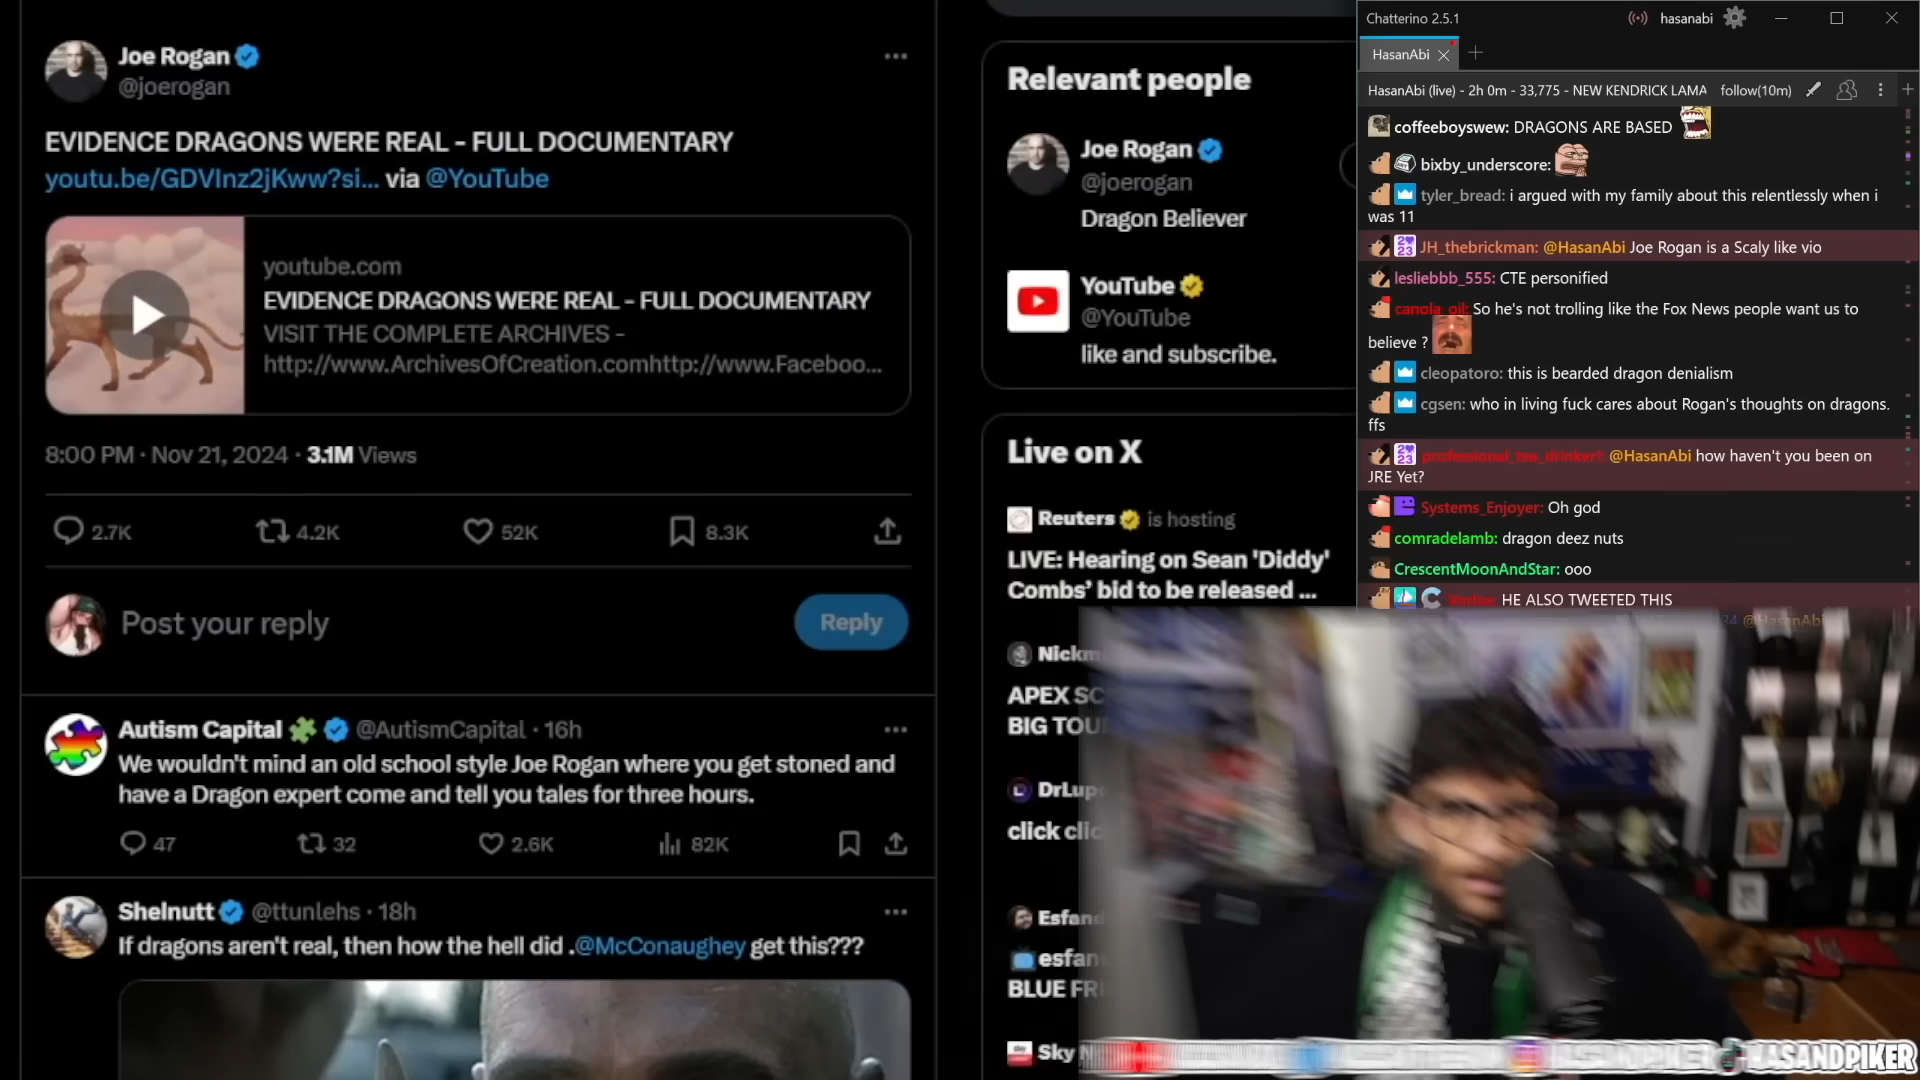 Joe Rogan
@joerogan
EVIDENCE DRAGONS WERE REAL - FULL DOCUMENTARY
youtu.be/GDVInz2jKww?si... via @YouTube
youtube.com
EVIDENCE DRAGONS WERE REAL - FULL DOCUMENTARY
VISIT THE COMPLETE ARCHIVES -
http://www.ArchivesOfCreation.comhttp://www.Faceboo...
8:00 PM · Nov 21, 2024 · 3.1M Views
2.7K 4.2K 52K 8.3K
Post your reply
Reply
Autism Capital @AutismCapital · 16h
We wouldn't mind an old school style Joe Rogan where you get stoned and
have a Dragon expert come and tell you tales for three hours.
47 32 2.6K 82K
Shelnutt @ttunlehs · 18h
If dragons aren't real, then how the hell did .@McConaughey get this???
Relevant people
Joe Rogan
@joerogan
Dragon Believer
YouTube
@YouTube
like and subscribe.
Live on X
Reuters is hosting
LIVE: Hearing on Sean 'Diddy'
Combs' bid to be released ...
APEX
BIG
click
BLUE
Sky
Chatterino 2.5.1
hasanabi
HasanAbi
HasanAbi (live) - 2h 0m - 33,775 - NEW KENDRICK LAMA follow(10m)
coffeeboyswew: DRAGONS ARE BASED
bixby_underscore:
tyler_bread: i argued with my family about this relentlessly when i
was 11
JH_thebrickman: @HasanAbi Joe Rogan is a Scaly like vio
lesliebbb_555: CTE personified
canola_oil: So he's not trolling like the Fox News people want us to
believe ?
cleopatoro: this is bearded dragon denialism
cgsen: who in living fuck cares about Rogan's thoughts on dragons.
ffs
professional_tea_drinker1: @HasanAbi how haven't you been on
JRE Yet?
Systems_Enjoyer: Oh god
comradelamb: dragon deez nuts
CrescentMoonAndStar: ooo
HE ALSO TWEETED THIS
34 @HasanAbi
HASANDPIKER
HASANDPIKER